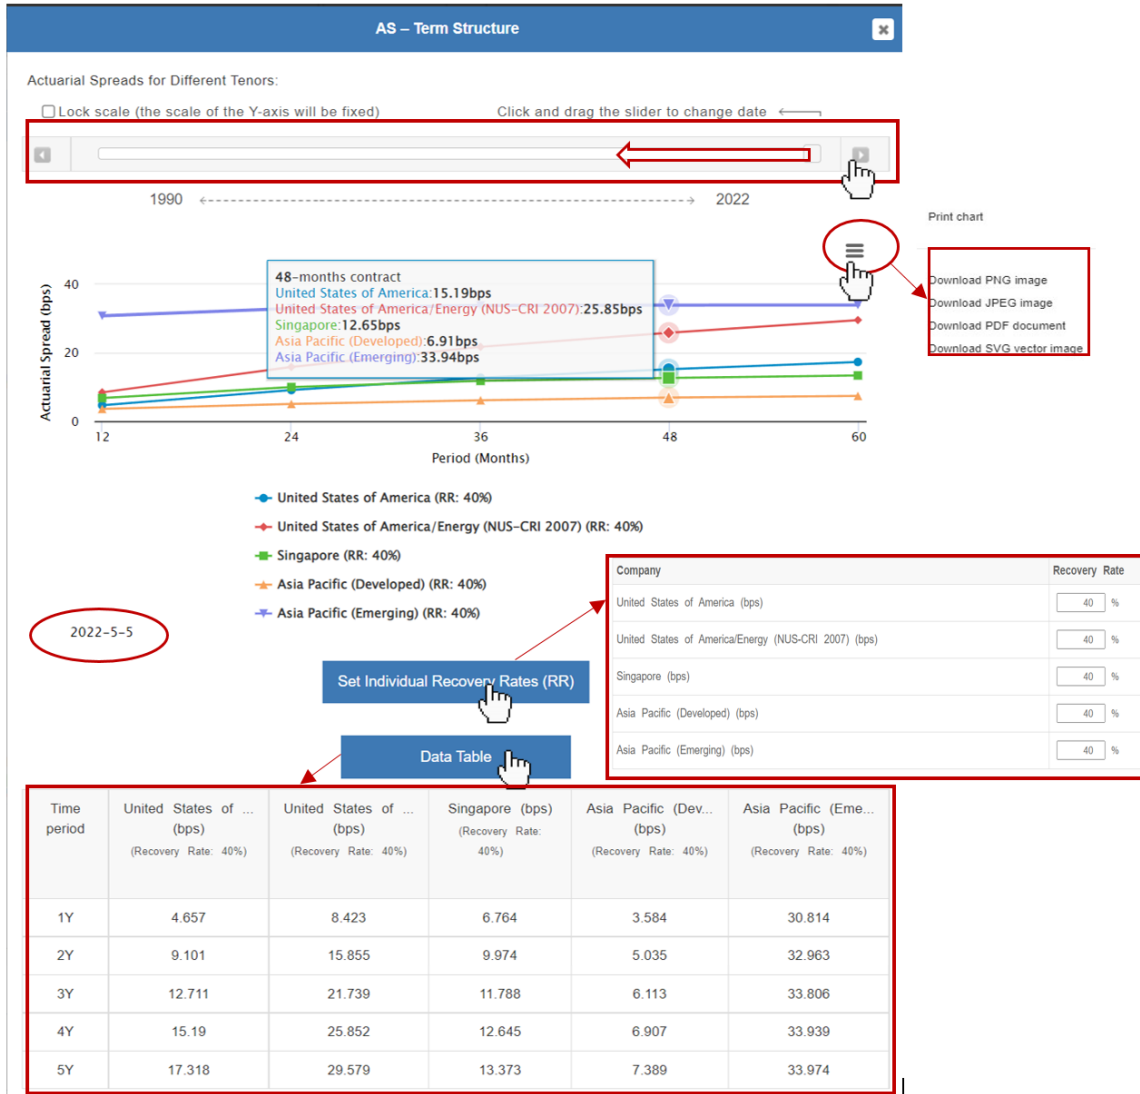 AS – Term Structure
Actuarial Spreads for Different Tenors:
Lock scale (the scale of the Y-axis will be fixed)
Click and drag the slider to change date
1990
2022
Print chart
Download PNG image
Download JPEG image
Download PDF document
Download SVG vector image
48-months contract
United States of America:15.19bps
United States of America/Energy (NUS-CRI 2007):25.85bps
Singapore:12.65bps
Asia Pacific (Developed):6.91bps
Asia Pacific (Emerging):33.94bps
Actuarial Spread (bps)
40
20
0
12 24 36 48 60
Period (Months)
United States of America (RR: 40%)
United States of America/Energy (NUS-CRI 2007) (RR: 40%)
Singapore (RR: 40%)
Asia Pacific (Developed) (RR: 40%)
Asia Pacific (Emerging) (RR: 40%)
2022-5-5
Company Recovery Rate
United States of America (bps) 40 %
United States of America/Energy (NUS-CRI 2007) (bps) 40 %
Singapore (bps) 40 %
Asia Pacific (Developed) (bps) 40 %
Asia Pacific (Emerging) (bps) 40 %
Set Individual Recovery Rates (RR)
Data Table
Time United States of ... United States of ... Singapore (bps) Asia Pacific (Dev... Asia Pacific (Eme...
period (bps) (bps) (Recovery Rate: (bps) (bps)
(Recovery Rate: 40%) (Recovery Rate: 40%) 40%) (Recovery Rate: 40%) (Recovery Rate: 40%)
1Y 4.657 8.423 6.764 3.584 30.814
2Y 9.101 15.855 9.974 5.035 32.963
3Y 12.711 21.739 11.788 6.113 33.806
4Y 15.19 25.852 12.645 6.907 33.939
5Y 17.318 29.579 13.373 7.389 33.974